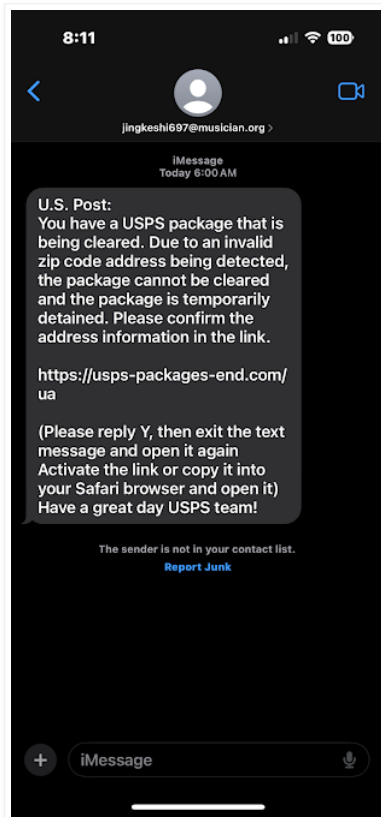 8:11
100
jingkeshi697@musician.org >
iMessage
Today 6:00 AM
U.S. Post:
You have a USPS package that is
being cleared. Due to an invalid
zip code address being detected,
the package cannot be cleared
and the package is temporarily
detained. Please confirm the
address information in the link.
https://usps-packages-end.com/
ua
(Please reply Y, then exit the text
message and open it again
Activate the link or copy it into
your Safari browser and open it)
Have a great day USPS team!
The sender is not in your contact list.
Report Junk
iMessage